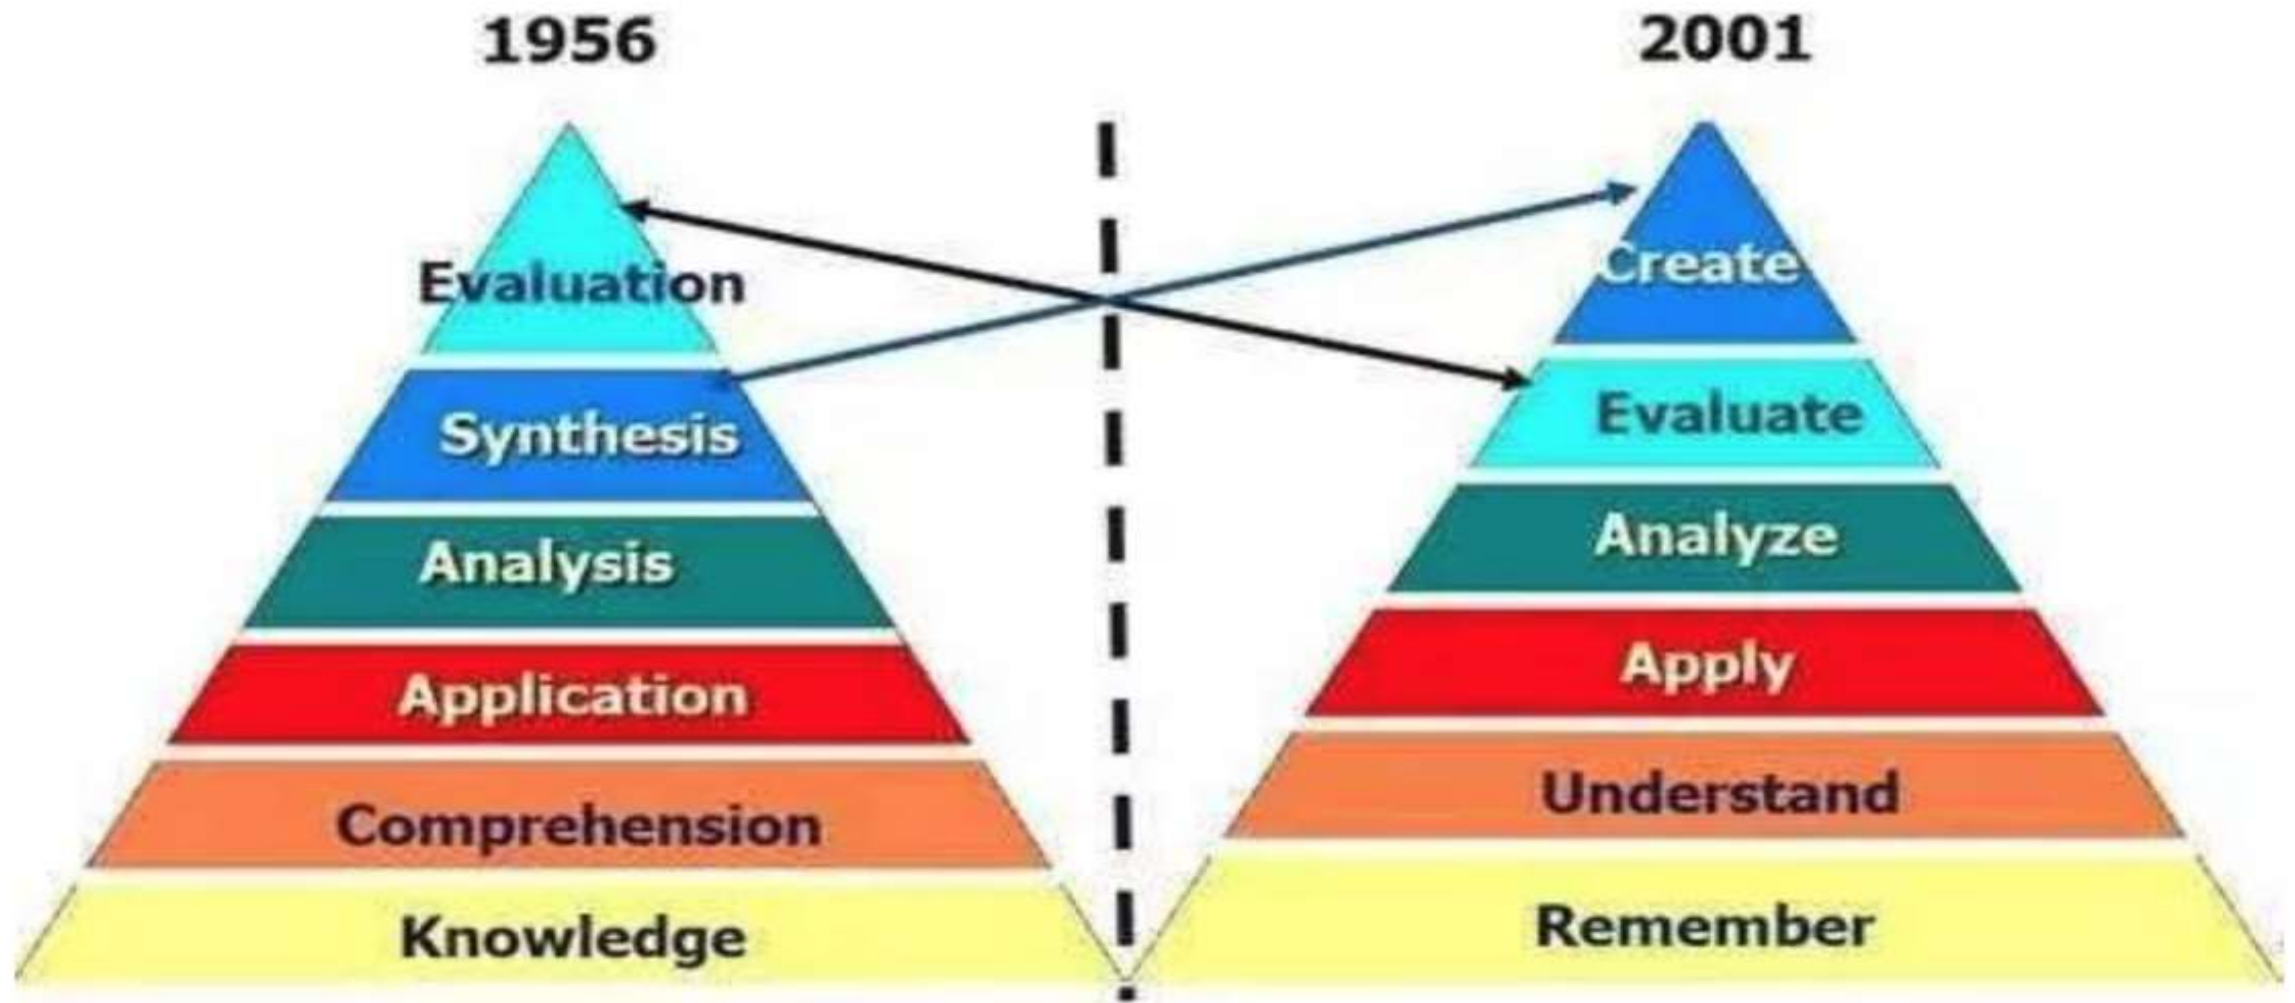 1956
Evaluation
Synthesis
Analysis
Application
Comprehension
Knowledge
2001
Create
Evaluate
Analyze
Apply
Understand
Remember